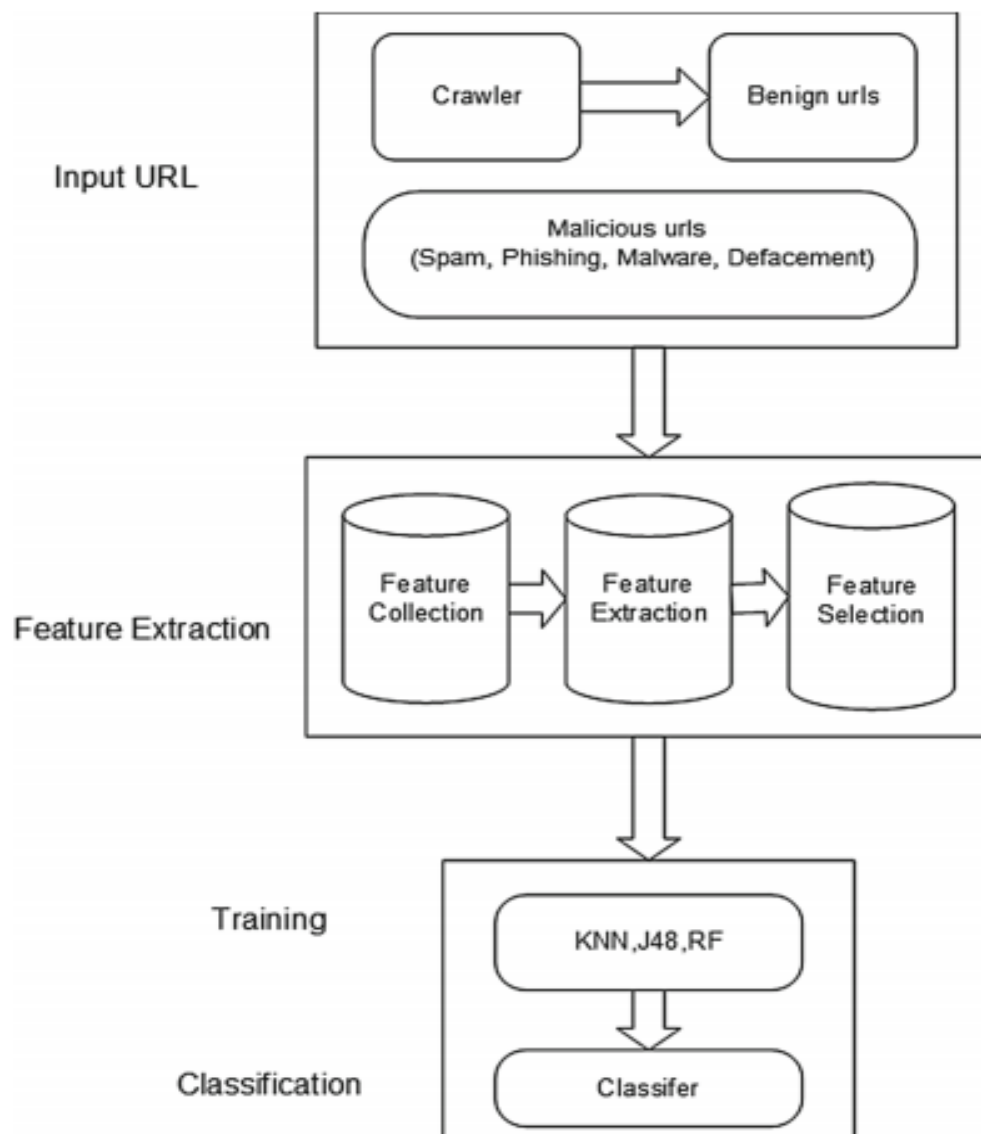 Crawler
Benign urls
Input URL
Malicious urls
(Spam, Phishing, Malware, Defacement)
Feature
Collection
Feature
Extraction
Feature
Selection
Feature Extraction
Training
KNN,J48,RF
Classification
Classifer